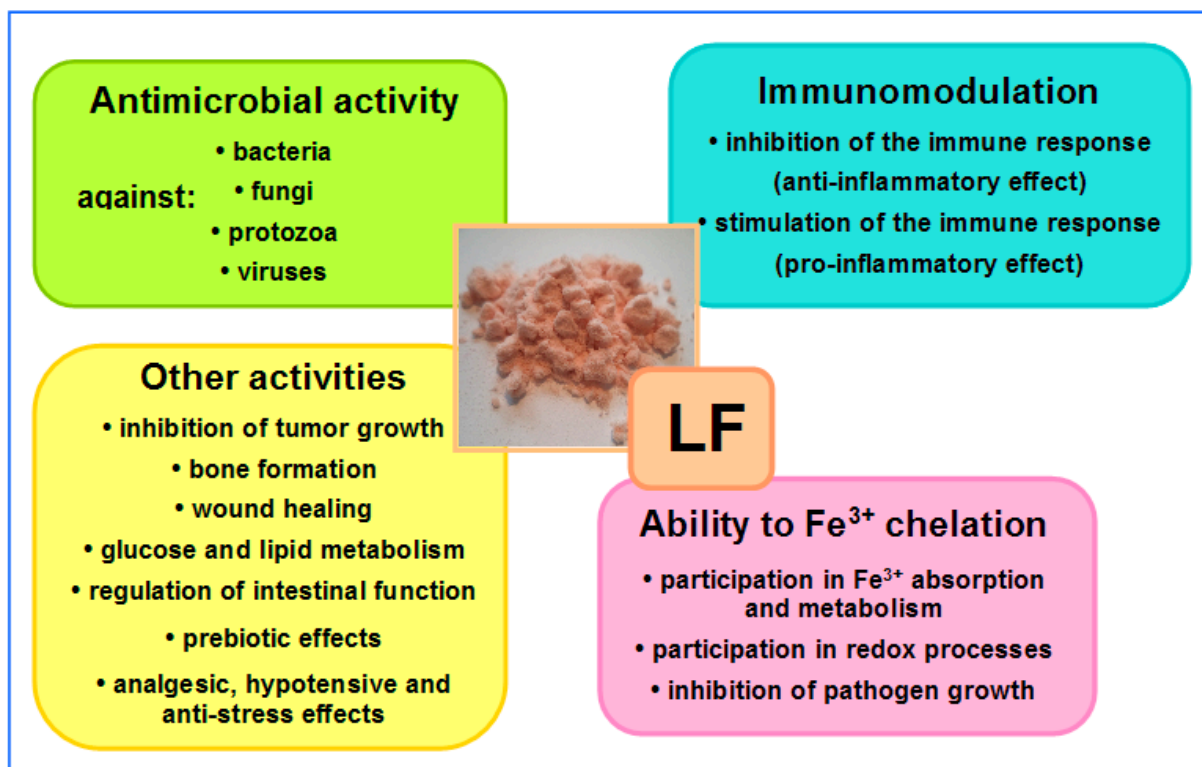 Antimicrobial activity
• bacteria
against:
• fungi
• protozoa
• viruses
Immunomodulation
• inhibition of the immune response
(anti-inflammatory effect)
• stimulation of the immune response
(pro-inflammatory effect)
Other activities
• inhibition of tumor growth
• bone formation
• wound healing
• glucose and lipid metabolism
• regulation of intestinal function
• prebiotic effects
• analgesic, hypotensive and
anti-stress effects
LF
Ability to Fe³⁺ chelation
• participation in Fe³⁺ absorption
and metabolism
• participation in redox processes
• inhibition of pathogen growth